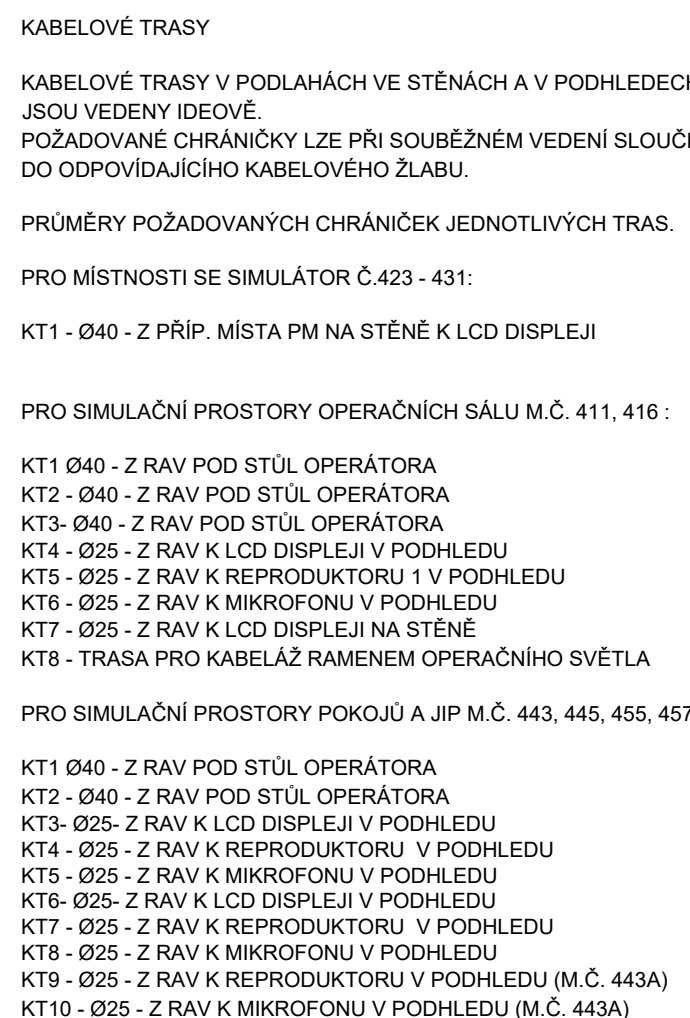 KABELOVÉ TRASY
KABELOVÉ TRASY V PODLAHÁCH VE STĚNÁCH A V PODHLEDECH
JSOU VEDENY IDEOVĚ.
POŽADOVANÉ CHRÁNIČKY LZE PŘI SOUBĚŽNÉM VEDENÍ SLOUČI
DO ODPOVÍDAJÍCÍHO KABELOVÉHO ŽLABU.
PRŮMĚRY POŽADOVANÝCH CHRÁNIČEK JEDNOTLIVÝCH TRAS.
PRO MÍSTNOSTI SE SIMULÁTOR Č.423 - 431:
KT1 - Ø40 - Z PŘÍP. MÍSTA PM NA STĚNĚ K LCD DISPLEJI
PRO SIMULAČNÍ PROSTORY OPERAČNÍCH SÁLU M.Č. 411, 416 :
KT1 Ø40 - Z RAV POD STŮL OPERÁTORA
KT2 - Ø40 - Z RAV POD STŮL OPERÁTORA
KT3- Ø40 - Z RAV POD STŮL OPERÁTORA
KT4 - Ø25 - Z RAV K LCD DISPLEJI V PODHLEDU
KT5 - Ø25 - Z RAV K REPRODUKTORU 1 V PODHLEDU
KT6 - Ø25 - Z RAV K MIKROFONU V PODHLEDU
KT7 - Ø25 - Z RAV K LCD DISPLEJI NA STĚNĚ
KT8 - TRASA PRO KABELÁŽ RAMENEM OPERAČNÍHO SVĚTLA
PRO SIMULAČNÍ PROSTORY POKOJŮ A JIP M.Č. 443, 445, 455, 457
KT1 Ø40 - Z RAV POD STŮL OPERÁTORA
KT2 - Ø40 - Z RAV POD STŮL OPERÁTORA
KT3- Ø25- Z RAV K LCD DISPLEJI V PODHLEDU
KT4 - Ø25 - Z RAV K REPRODUKTORU  V PODHLEDU
KT5 - Ø25 - Z RAV K MIKROFONU V PODHLEDU
KT6- Ø25- Z RAV K LCD DISPLEJI V PODHLEDU
KT7 - Ø25 - Z RAV K REPRODUKTORU  V PODHLEDU
KT8 - Ø25 - Z RAV K MIKROFONU V PODHLEDU
KT9 - Ø25 - Z RAV K REPRODUKTORU V PODHLEDU (M.Č. 443A)
KT10 - Ø25 - Z RAV K MIKROFONU V PODHLEDU (M.Č. 443A)